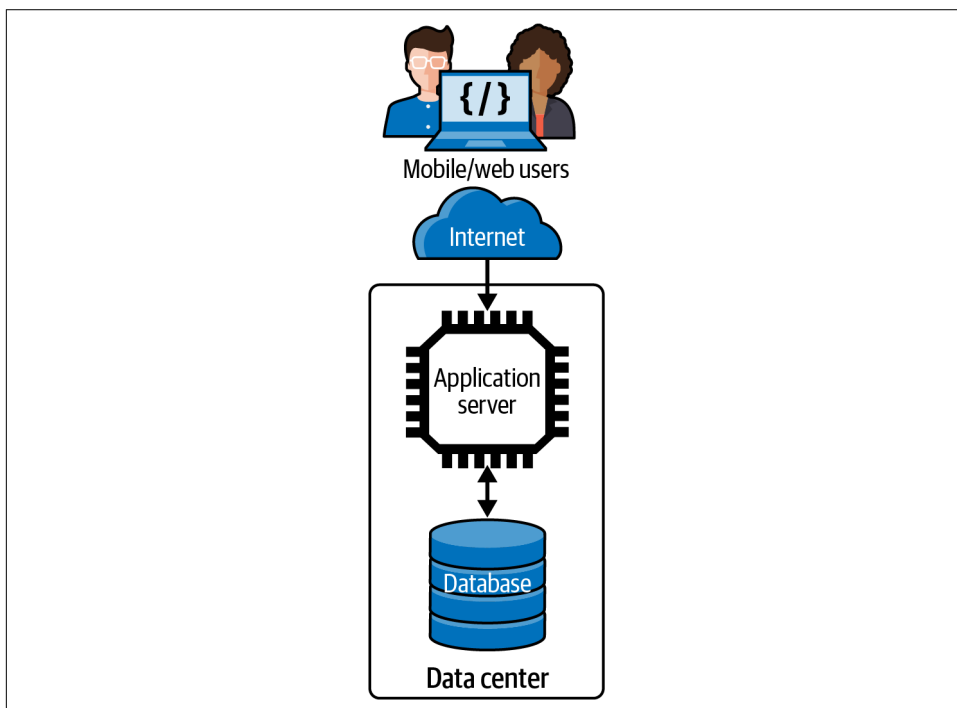 {/}
Mobile/web users
Internet
Application
server
Database
Data center